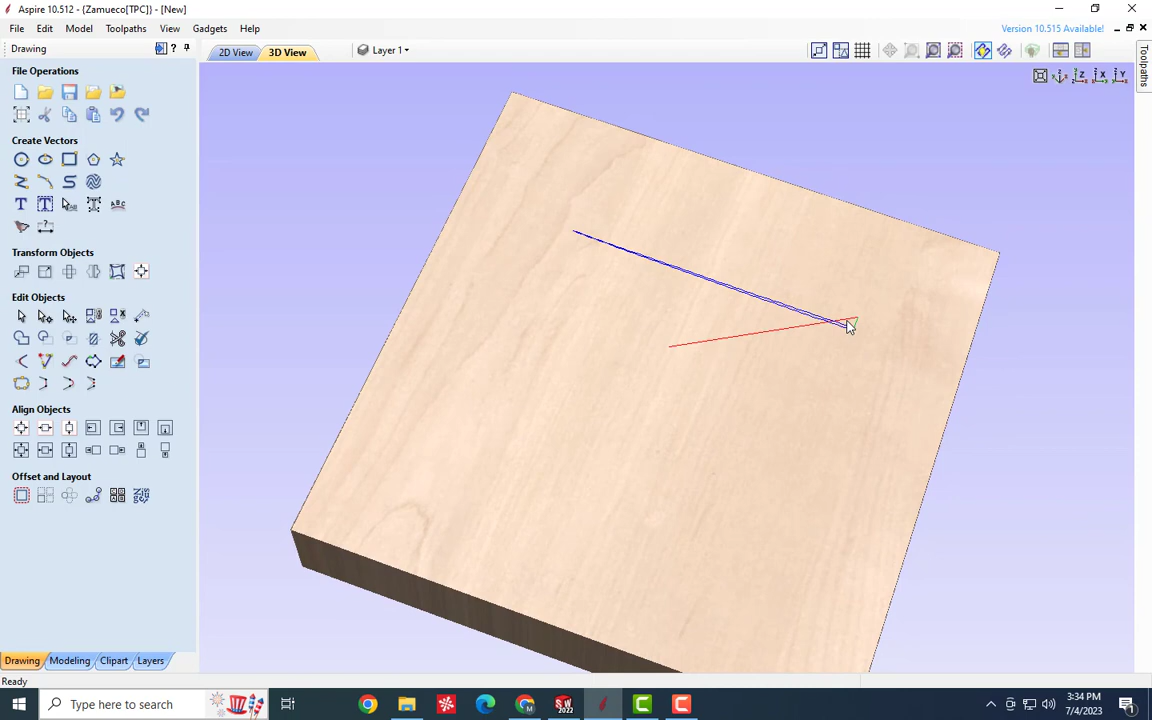 Aspire 10.512 - {Zamueco[TPC]} - [New]
File Edit Model Toolpaths View Gadgets Help
Version 10.515 Available!
Drawing
2D View
3D View
Layer 1
Toolpaths
File Operations
Create Vectors
Transform Objects
Edit Objects
Align Objects
Offset and Layout
Drawing Modeling Clipart Layers
Ready
Type here to search
3:34 PM
7/4/2023